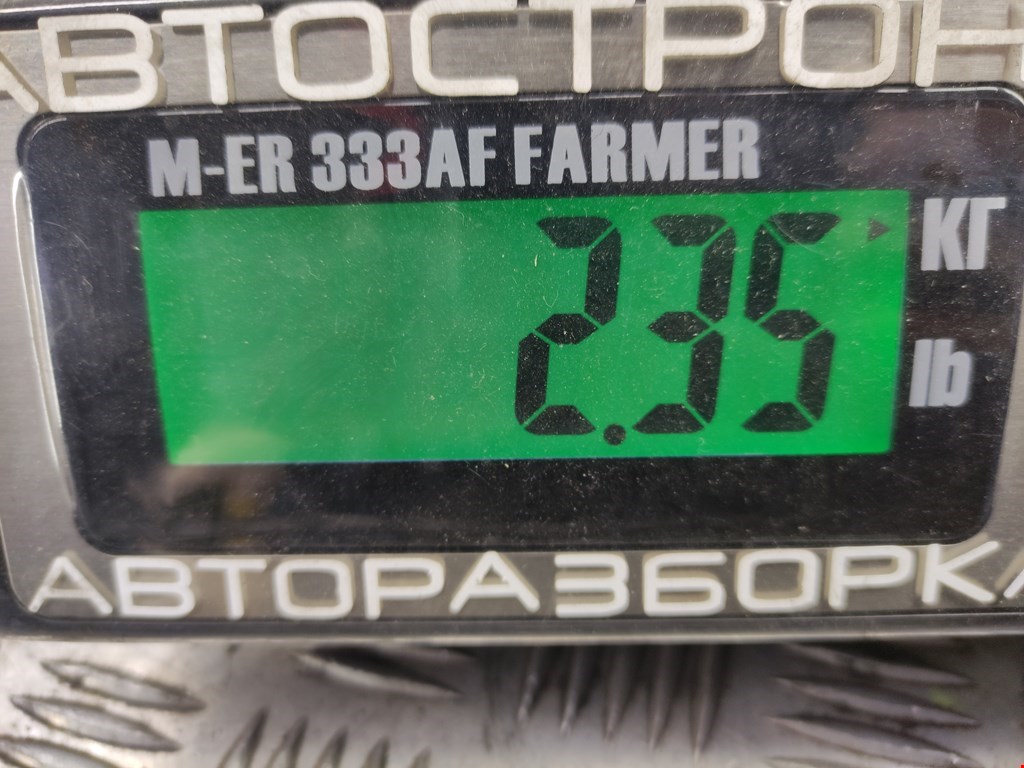 АВТОСТРОН
M-ER 333AF FARMER
2.35
КГ
lb
АВТОРАЗБОРКА